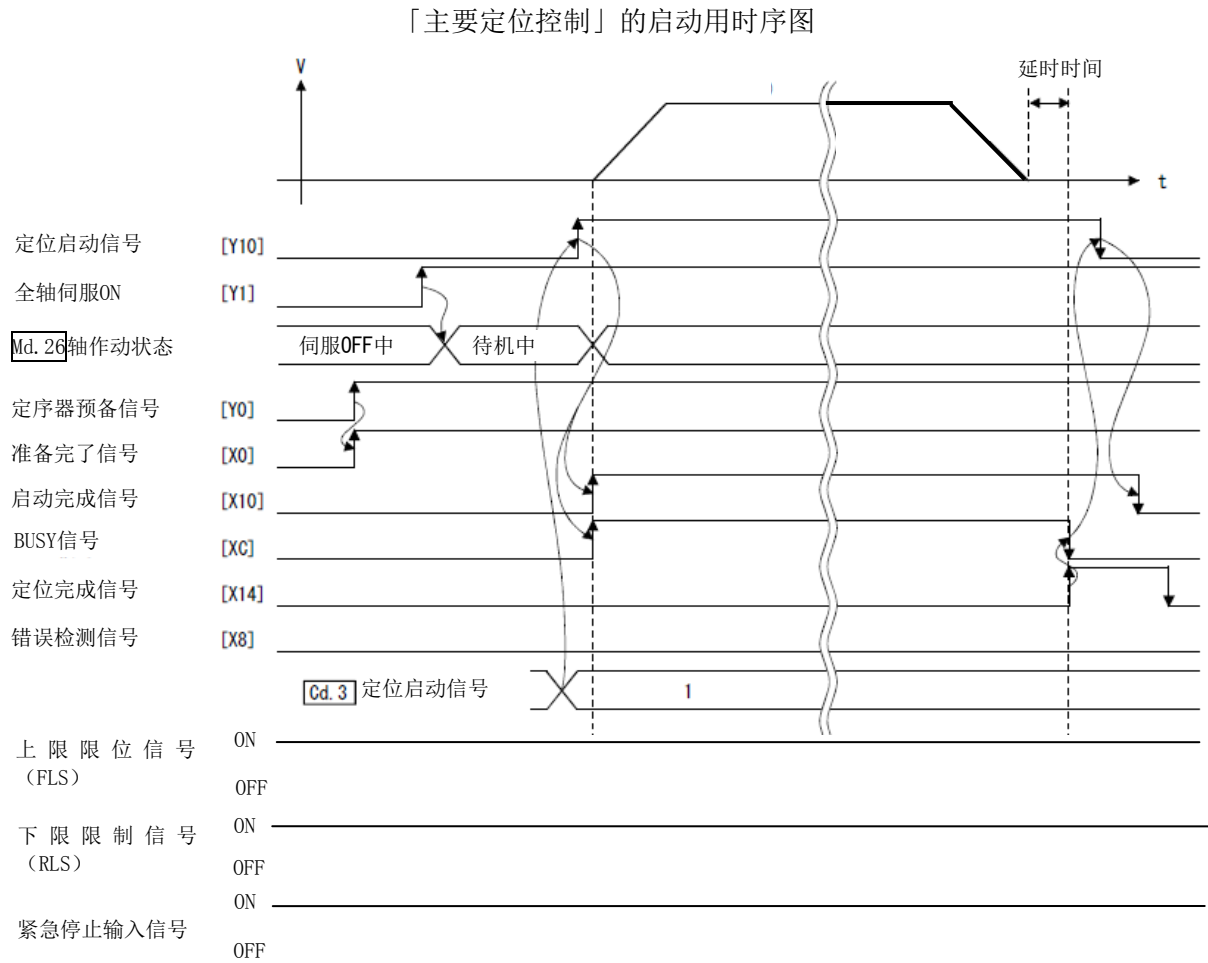 「主要定位控制」的启动用时序图
V
延时时间
t
定位启动信号 [Y10]
全轴伺服ON [Y1]
Md.26轴作动状态 伺服OFF中 待机中
定序器预备信号 [Y0]
准备完了信号 [X0]
启动完成信号 [X10]
BUSY信号 [XC]
定位完成信号 [X14]
错误检测信号 [X8]
Cd.3 定位启动信号 1
上限限位信号 ON
（FLS）
OFF
下限限制信号 ON
（RLS） OFF
ON
紧急停止输入信号
OFF